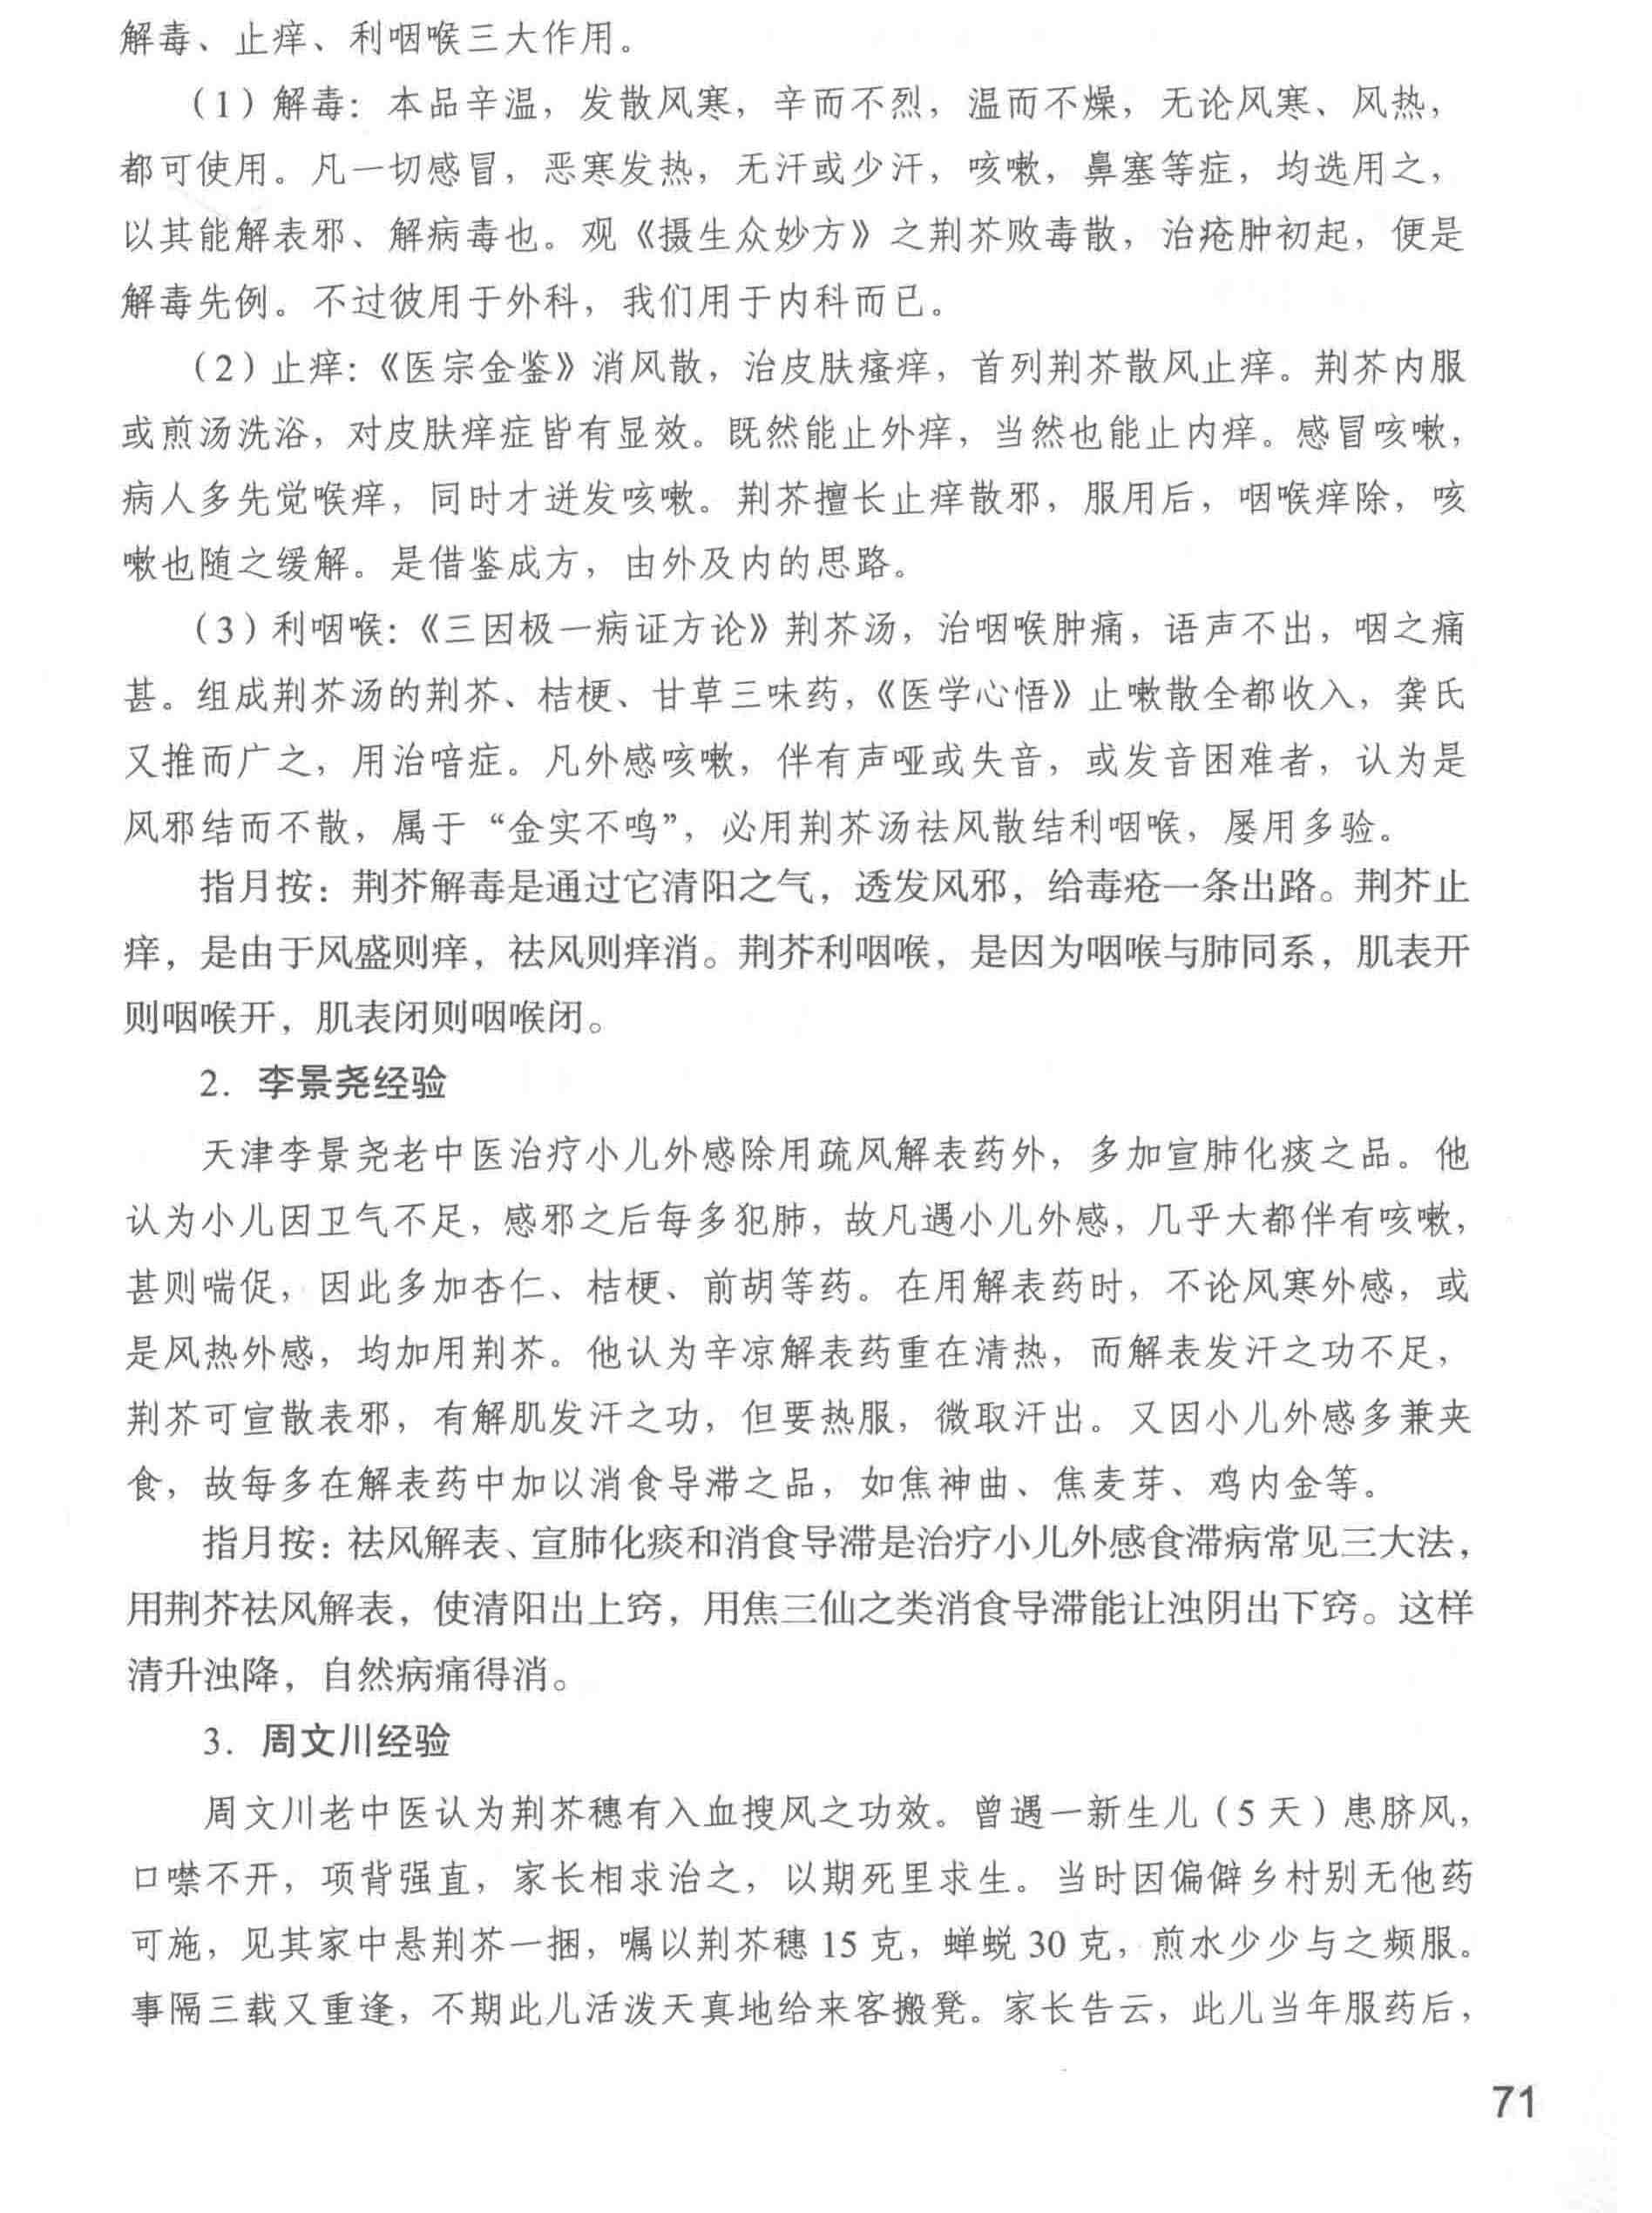 解毒、止痒、利咽喉三大作用。
（1）解�：本品辛温，发散风寒，辛而不烈，温而不燥，无论风寒、风热，
都可使用。凡一切感冒，恶寒发热，无汗或少汗，咳嗽，鼻塞等症，均选用之，
以其能解表邪、解病毒也。观《摄生众妙方》之荆芥败毒散，治疮肿初起，便是
解毒先例。不过彼用于外科，我们用于内科而已。
（2）止痒：《医宗金鉴》消风散，治皮肤瘙痒，首列荆芥散风止痒。荆芥内服
或煎汤洗浴，对皮肤痒症皆有显效。既然能止外痒，当然也能止内痒。感冒咳嗽，
病人多先觉喉痒，同时才迸发咳嗽。荆芥擅长止痒散邪，服用后，咽喉痒除，咳
嗽也随之缓解。是借鉴成方，由外及内的思路。
（3）利咽喉：《三因极一病证方论》荆芥汤，治咽喉肿痛，语声不出，咽之痛
甚。组成荆芥汤的荆芥、桔梗、甘草三味药，《医学心悟》止嗽散全都收入，龚氏
又推而广之，用治喑症。凡外感咳嗽，伴有声哑或失音，或发音困难者，认为是
风邪结而不散，属于“金实不鸣”，必用荆芥汤祛风散结利咽喉，屡用多验。
指月按：荆芥解毒是通过它清阳之气，透发风邪，给毒疮一条出路。荆芥止
痒，是由于风盛则痒，祛风则痒消。荆芥利咽喉，是因为咽喉与肺同系，肌表开
则咽喉开，肌表闭则咽喉闭。
2．李景尧经验
天津李景尧老中医治疗小儿外感除用疏风解表药外，多加宣肺化痰之品。他
认为小儿因卫气不足，感邪之后每多犯肺，故凡遇小儿外感，几乎大都伴有咳嗽，
甚则喘促，因此多加杏仁、桔梗、前胡等药。在用解表药时，不论风寒外感，或
是风热外感，均加用荆芥。他认为辛凉解表药重在清热，而解表发汗之功不足，
荆芥可宣散表邪，有解肌发汗之功，但要热服，微取汗出。又因小儿外感多兼夹
食，故每多在解表药中加以消食导滞之品，如焦神曲、焦麦芽、鸡内金等。
指月按：祛风解表、宣肺化痰和消食导滞是治疗小儿外感食滞病常见三大法，
用荆芥祛风解表，使清阳出上窍，用焦三仙之类消食导滞能让浊阴出下窍。这样
清升浊降，自然病痛得消。
3．周文川经验
周文川老中医认为荆芥穗有入血搜风之功效。曾遇一新生儿（5 天）患脐风，
口噤不开，项背强直，家长相求治之，以期死里求生。当时因偏僻乡村别无他药
可施，见其家中悬荆芥一捆，嘱以荆芥穗 15 克，蝉蜕 30 克，煎水少少与之频服。
事隔三载又重逢，不期此儿活泼天真地给来客搬凳。家长告云，此儿当年服药后，
71